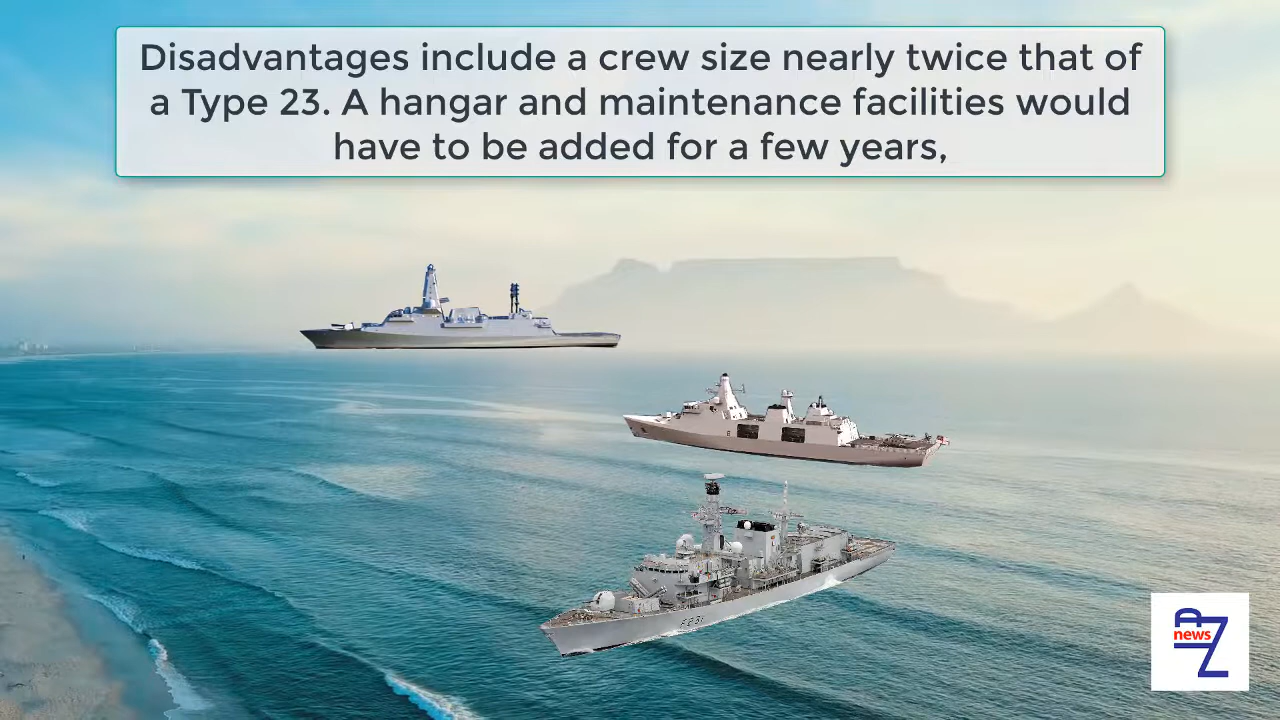 Disadvantages include a crew size nearly twice that of
a Type 23. A hangar and maintenance facilities would
have to be added for a few years,
AZ
news